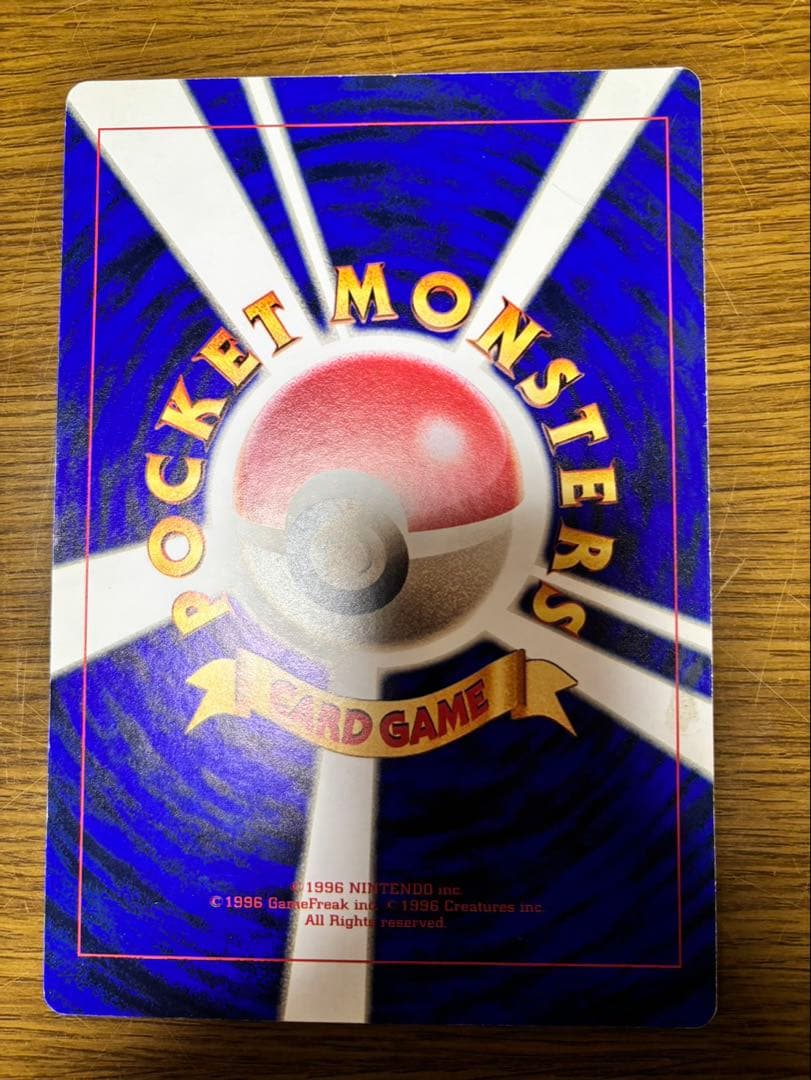 POCKET MONSTERS
CARD GAME
©1996 NINTENDO inc.
©1996 GameFreak inc. ©1996 Creatures inc.
All Rights reserved.